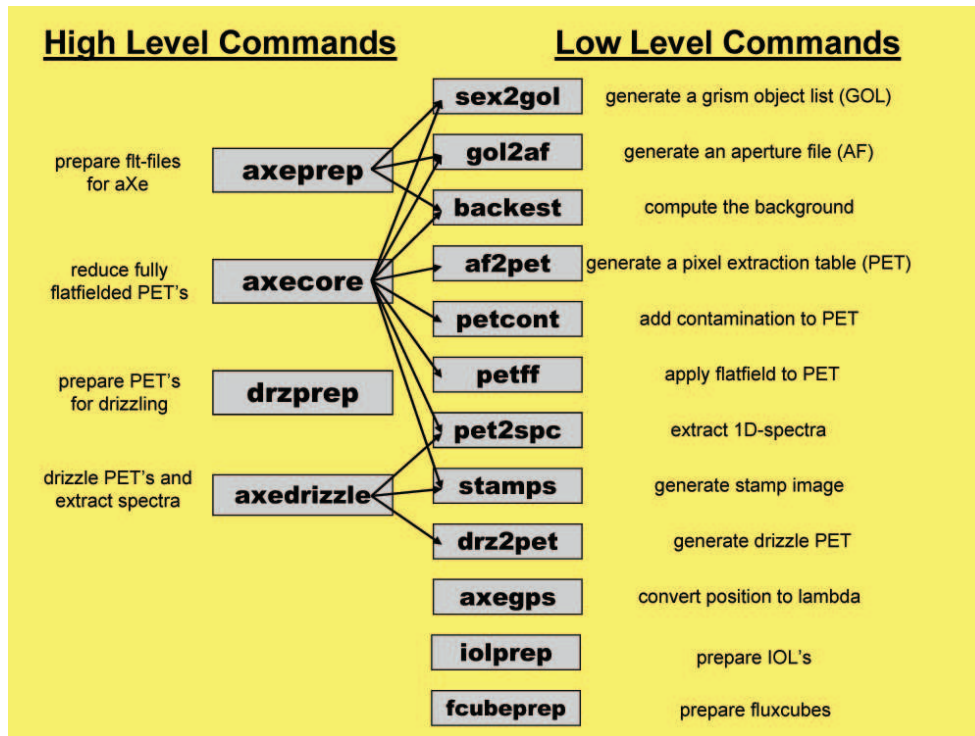 High Level Commands
Low Level Commands
sex2gol
generate a grism object list (GOL)
prepare flt-files
for aXe
axeprep
gol2af
generate an aperture file (AF)
backest
compute the background
reduce fully
flatfielded PET's
axecore
af2pet
generate a pixel extraction table (PET)
petcont
add contamination to PET
prepare PET's
for drizzling
drzprep
petff
apply flatfield to PET
pet2spc
extract 1D-spectra
drizzle PET's and
extract spectra
axedrizzle
stamps
generate stamp image
drz2pet
generate drizzle PET
axegps
convert position to lambda
iolprep
prepare IOL's
fcubeprep
prepare fluxcubes